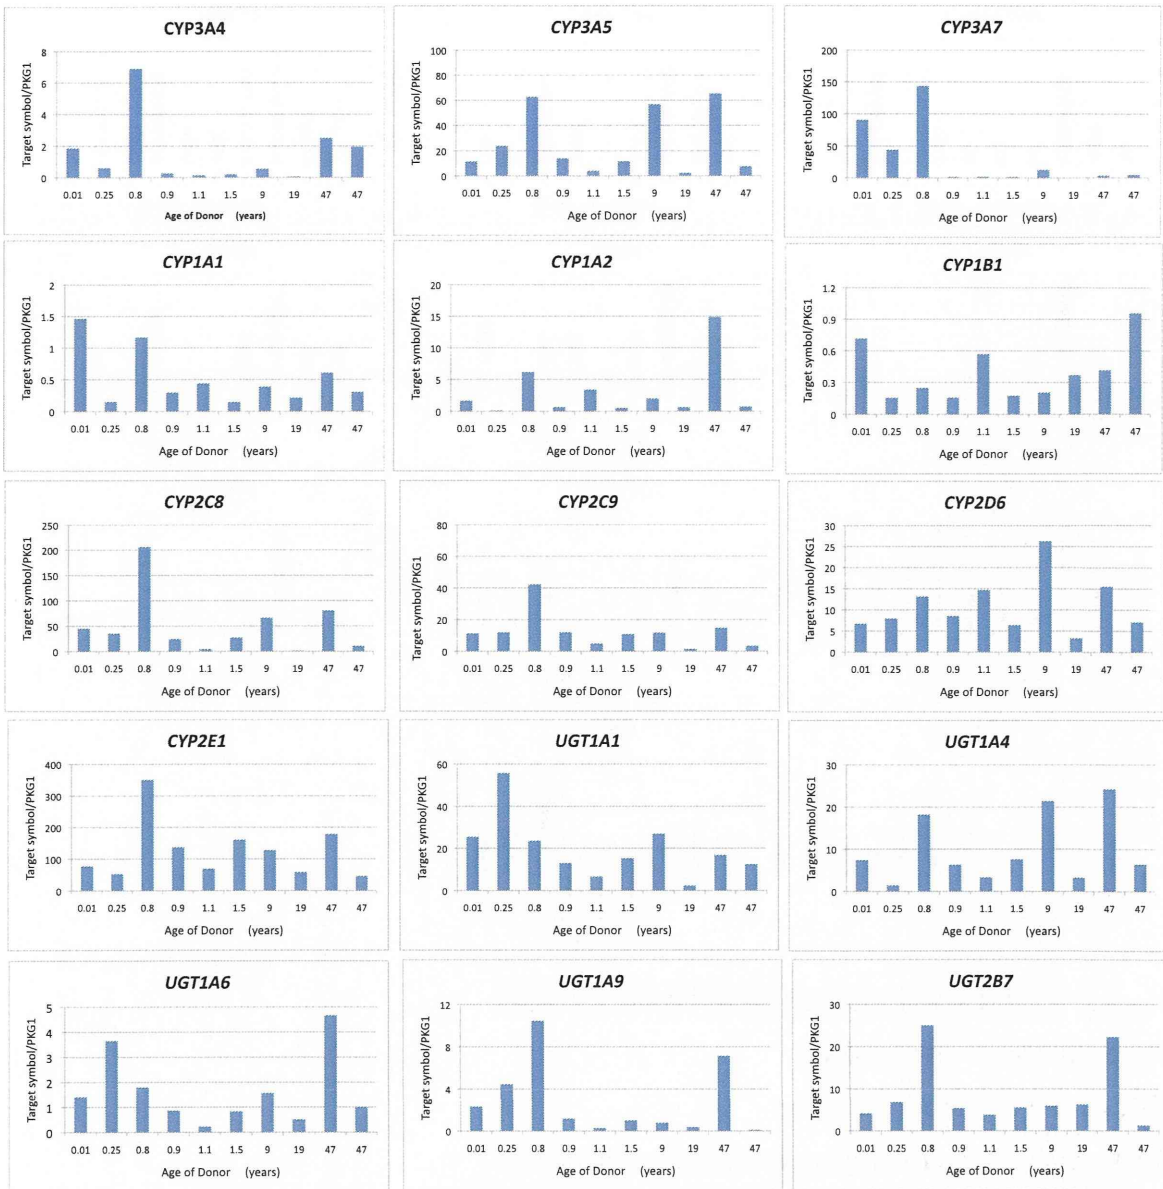 CYP3A4
Target symbol/PKG1
8
6
4
2
0
0.01 0.25 0.8 0.9 1.1 1.5 9 19 47 47
Age of Donor (years)
CYP3A5
Target symbol/PKG1
100
80
60
40
20
0
0.01 0.25 0.8 0.9 1.1 1.5 9 19 47 47
Age of Donor (years)
CYP3A7
Target symbol/PKG1
200
150
100
50
0
0.01 0.25 0.8 0.9 1.1 1.5 9 19 47 47
Age of Donor (years)
CYP1A1
Target symbol/PKG1
2
1.5
1
0.5
0
0.01 0.25 0.8 0.9 1.1 1.5 9 19 47 47
Age of Donor (years)
CYP1A2
Target symbol/PKG1
20
15
10
5
0
0.01 0.25 0.8 0.9 1.1 1.5 9 19 47 47
Age of Donor (years)
CYP1B1
Target symbol/PKG1
1.2
0.9
0.6
0.3
0
0.01 0.25 0.8 0.9 1.1 1.5 9 19 47 47
Age of Donor (years)
CYP2C8
Target symbol/PKG1
250
200
150
100
50
0
0.01 0.25 0.8 0.9 1.1 1.5 9 19 47 47
Age of Donor (years)
CYP2C9
Target symbol/PKG1
80
60
40
20
0
0.01 0.25 0.8 0.9 1.1 1.5 9 19 47 47
Age of Donor (years)
CYP2D6
Target symbol/PKG1
30
25
20
15
10
5
0
0.01 0.25 0.8 0.9 1.1 1.5 9 19 47 47
Age of Donor (years)
CYP2E1
Target symbol/PKG1
400
300
200
100
0
0.01 0.25 0.8 0.9 1.1 1.5 9 19 47 47
Age of Donor (years)
UGT1A1
Target symbol/PKG1
60
40
20
0
0.01 0.25 0.8 0.9 1.1 1.5 9 19 47 47
Age of Donor (years)
UGT1A4
Target symbol/PKG1
30
20
10
0
0.01 0.25 0.8 0.9 1.1 1.5 9 19 47 47
Age of Donor (years)
UGT1A6
Target symbol/PKG1
5
4
3
2
1
0
0.01 0.25 0.8 0.9 1.1 1.5 9 19 47 47
Age of Donor (years)
UGT1A9
Target symbol/PKG1
12
8
4
0
0.01 0.25 0.8 0.9 1.1 1.5 9 19 47 47
Age of Donor (years)
UGT2B7
Target symbol/PKG1
30
20
10
0
0.01 0.25 0.8 0.9 1.1 1.5 9 19 47 47
Age of Donor (years)